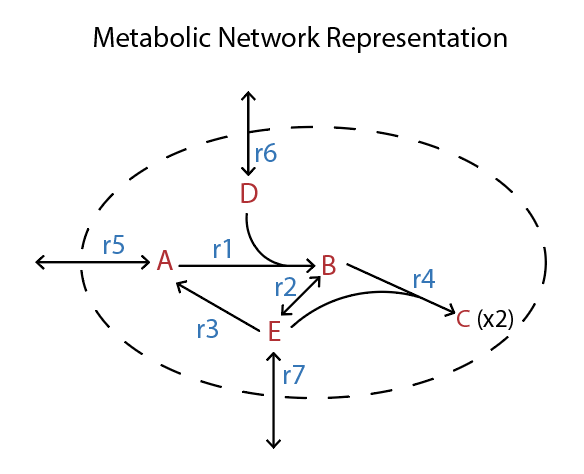 Metabolic Network Representation
r6
D
r5
A
r1
B
r2
r4
r3
E
C (x2)
r7